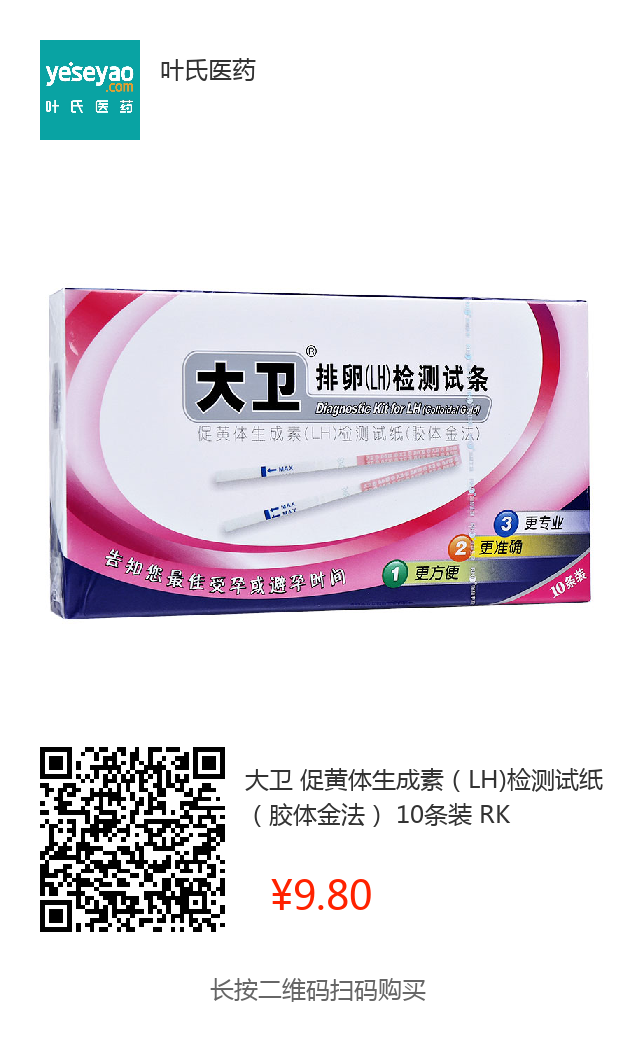 yeseyao
.com
叶氏医药
叶氏医药
大卫®
排卵(LH)检测试条
Diagnostic Kit for LH (Colloidal Gold)
促黄体生成素(LH)检测试纸(胶体金法)
MAX
MAX
MAX
3 更专业
2 更准确
1 更方便
告知您最佳受孕或避孕时间
10条装
大卫 促黄体生成素（LH)检测试纸
（胶体金法） 10条装 RK
¥9.80
长按二维码扫码购买